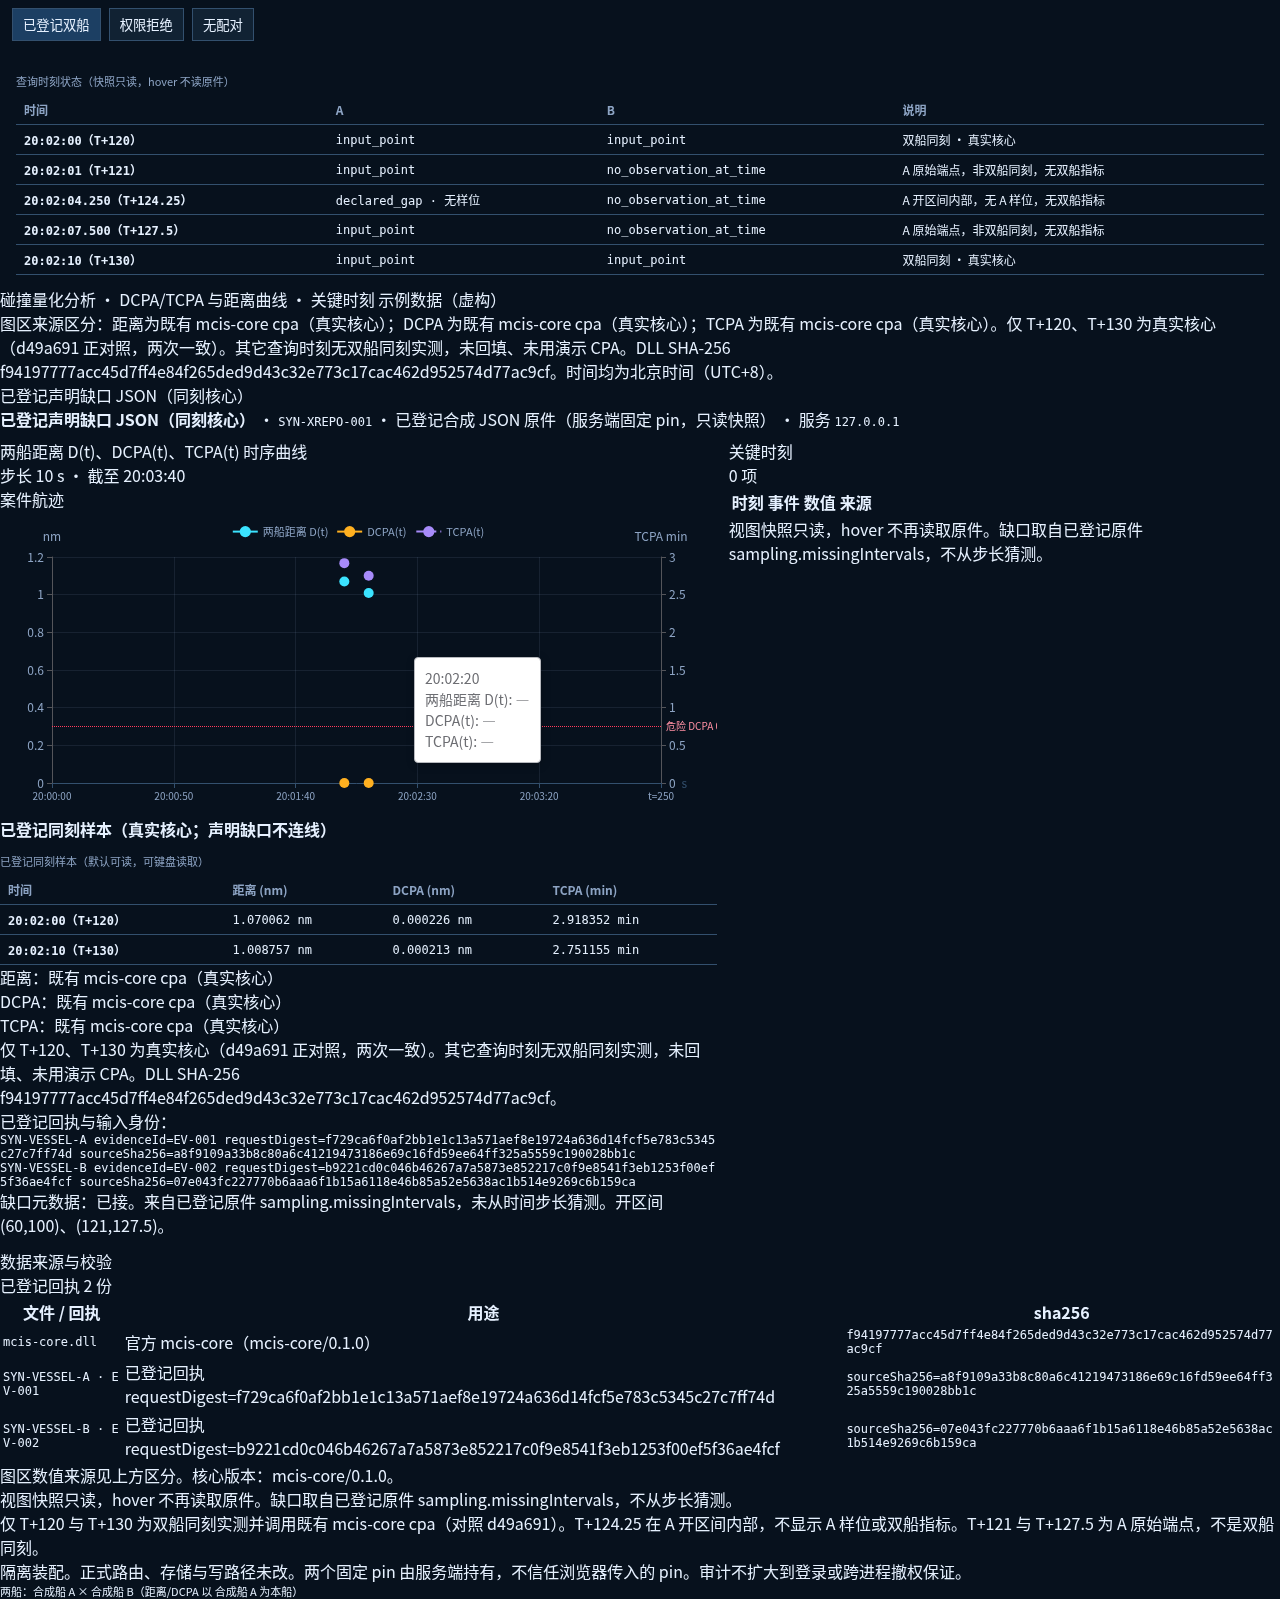 已登记双船 权限拒绝 无配对
查询时刻状态（快照只读，hover 不读原件）
时间 A B 说明
20:02:00（T+120） input_point input_point 双船同刻 · 真实核心
20:02:01（T+121） input_point no_observation_at_time A 原始端点，非双船同刻，无双船指标
20:02:04.250（T+124.25） declared_gap · 无样位 no_observation_at_time A 开区间内部，无 A 样位，无双船指标
20:02:07.500（T+127.5） input_point no_observation_at_time A 原始端点，非双船同刻，无双船指标
20:02:10（T+130） input_point input_point 双船同刻 · 真实核心
碰撞量化分析 · DCPA/TCPA 与距离曲线 · 关键时刻 示例数据（虚构）
图区来源区分：距离为既有 mcis-core cpa（真实核心）；DCPA 为既有 mcis-core cpa（真实核心）；TCPA 为既有 mcis-core cpa（真实核心）。仅 T+120、T+130 为真实核心
（d49a691 正对照，两次一致）。其它查询时刻无双船同刻实测，未回填、未用演示 CPA。DLL SHA-256
f94197777acc45d7ff4e84f265ded9d43c32e773c17cac462d952574d77ac9cf。时间均为北京时间（UTC+8）。
已登记声明缺口 JSON（同刻核心）
已登记声明缺口 JSON（同刻核心） · SYN-XREPO-001 · 已登记合成 JSON 原件（服务端固定 pin，只读快照） · 服务 127.0.0.1
两船距离 D(t)、DCPA(t)、TCPA(t) 时序曲线
步长 10 s · 截至 20:03:40
案件航迹
两船距离 D(t) DCPA(t) TCPA(t)
nm TCPA min
1.2 3
1 2.5
0.8 2
0.6 1.5
0.4 1
0.2 0.5
0 0 s
危险 DCPA
20:02:20
两船距离 D(t): —
DCPA(t): —
TCPA(t): —
20:00:00 20:00:50 20:01:40 20:02:30 20:03:20 t=250
关键时刻
0 项
时刻 事件 数值 来源
视图快照只读，hover 不再读取原件。缺口取自已登记原件
sampling.missingIntervals，不从步长猜测。
已登记同刻样本（真实核心；声明缺口不连线）
已登记同刻样本（默认可读，可键盘读取）
时间 距离 (nm) DCPA (nm) TCPA (min)
20:02:00（T+120） 1.070062 nm 0.000226 nm 2.918352 min
20:02:10（T+130） 1.008757 nm 0.000213 nm 2.751155 min
距离：既有 mcis-core cpa（真实核心）
DCPA：既有 mcis-core cpa（真实核心）
TCPA：既有 mcis-core cpa（真实核心）
仅 T+120、T+130 为真实核心（d49a691 正对照，两次一致）。其它查询时刻无双船同刻实测，未回
填、未用演示 CPA。DLL SHA-256
f94197777acc45d7ff4e84f265ded9d43c32e773c17cac462d952574d77ac9cf。
已登记回执与输入身份：
SYN-VESSEL-A evidenceId=EV-001 requestDigest=f729ca6f0af2bb1e1c13a571aef8e19724a636d14fcf5e783c5345
c27c7ff74d sourceSha256=a8f9109a33b8c80a6c41219473186e69c16fd59ee64ff325a5559c190028bb1c
SYN-VESSEL-B evidenceId=EV-002 requestDigest=b9221cd0c046b46267a7a5873e852217c0f9e8541f3eb1253f00ef
5f36ae4fcf sourceSha256=07e043fc227770b6aaa6f1b15a6118e46b85a52e5638ac1b514e9269c6b159ca
缺口元数据：已接。来自已登记原件 sampling.missingIntervals，未从时间步长猜测。开区间
(60,100)、(121,127.5)。
数据来源与校验
已登记回执 2 份
文件 / 回执 用途 sha256
mcis-core.dll 官方 mcis-core（mcis-core/0.1.0） f94197777acc45d7ff4e84f265ded9d43c32e773c17cac462d952574d77
ac9cf
SYN-VESSEL-A · E
V-001 已登记回执
requestDigest=f729ca6f0af2bb1e1c13a571aef8e19724a636d14fcf5e783c5345c27c7ff74d
sourceSha256=a8f9109a33b8c80a6c41219473186e69c16fd59ee64ff3
25a5559c190028bb1c
SYN-VESSEL-B · E
V-002 已登记回执
requestDigest=b9221cd0c046b46267a7a5873e852217c0f9e8541f3eb1253f00ef5f36ae4fcf
sourceSha256=07e043fc227770b6aaa6f1b15a6118e46b85a52e5638ac
1b514e9269c6b159ca
图区数值来源见上方区分。核心版本：mcis-core/0.1.0。
视图快照只读，hover 不再读取原件。缺口取自已登记原件 sampling.missingIntervals，不从步长猜测。
仅 T+120 与 T+130 为双船同刻实测并调用既有 mcis-core cpa（对照 d49a691）。T+124.25 在 A 开区间内部，不显示 A 样位或双船指标。T+121 与 T+127.5 为 A 原始端点，不是双船
同刻。
隔离装配。正式路由、存储与写路径未改。两个固定 pin 由服务端持有，不信任浏览器传入的 pin。审计不扩大到登录或跨进程撤权保证。
两船：合成船 A × 合成船 B（距离/DCPA 以 合成船 A 为本船）